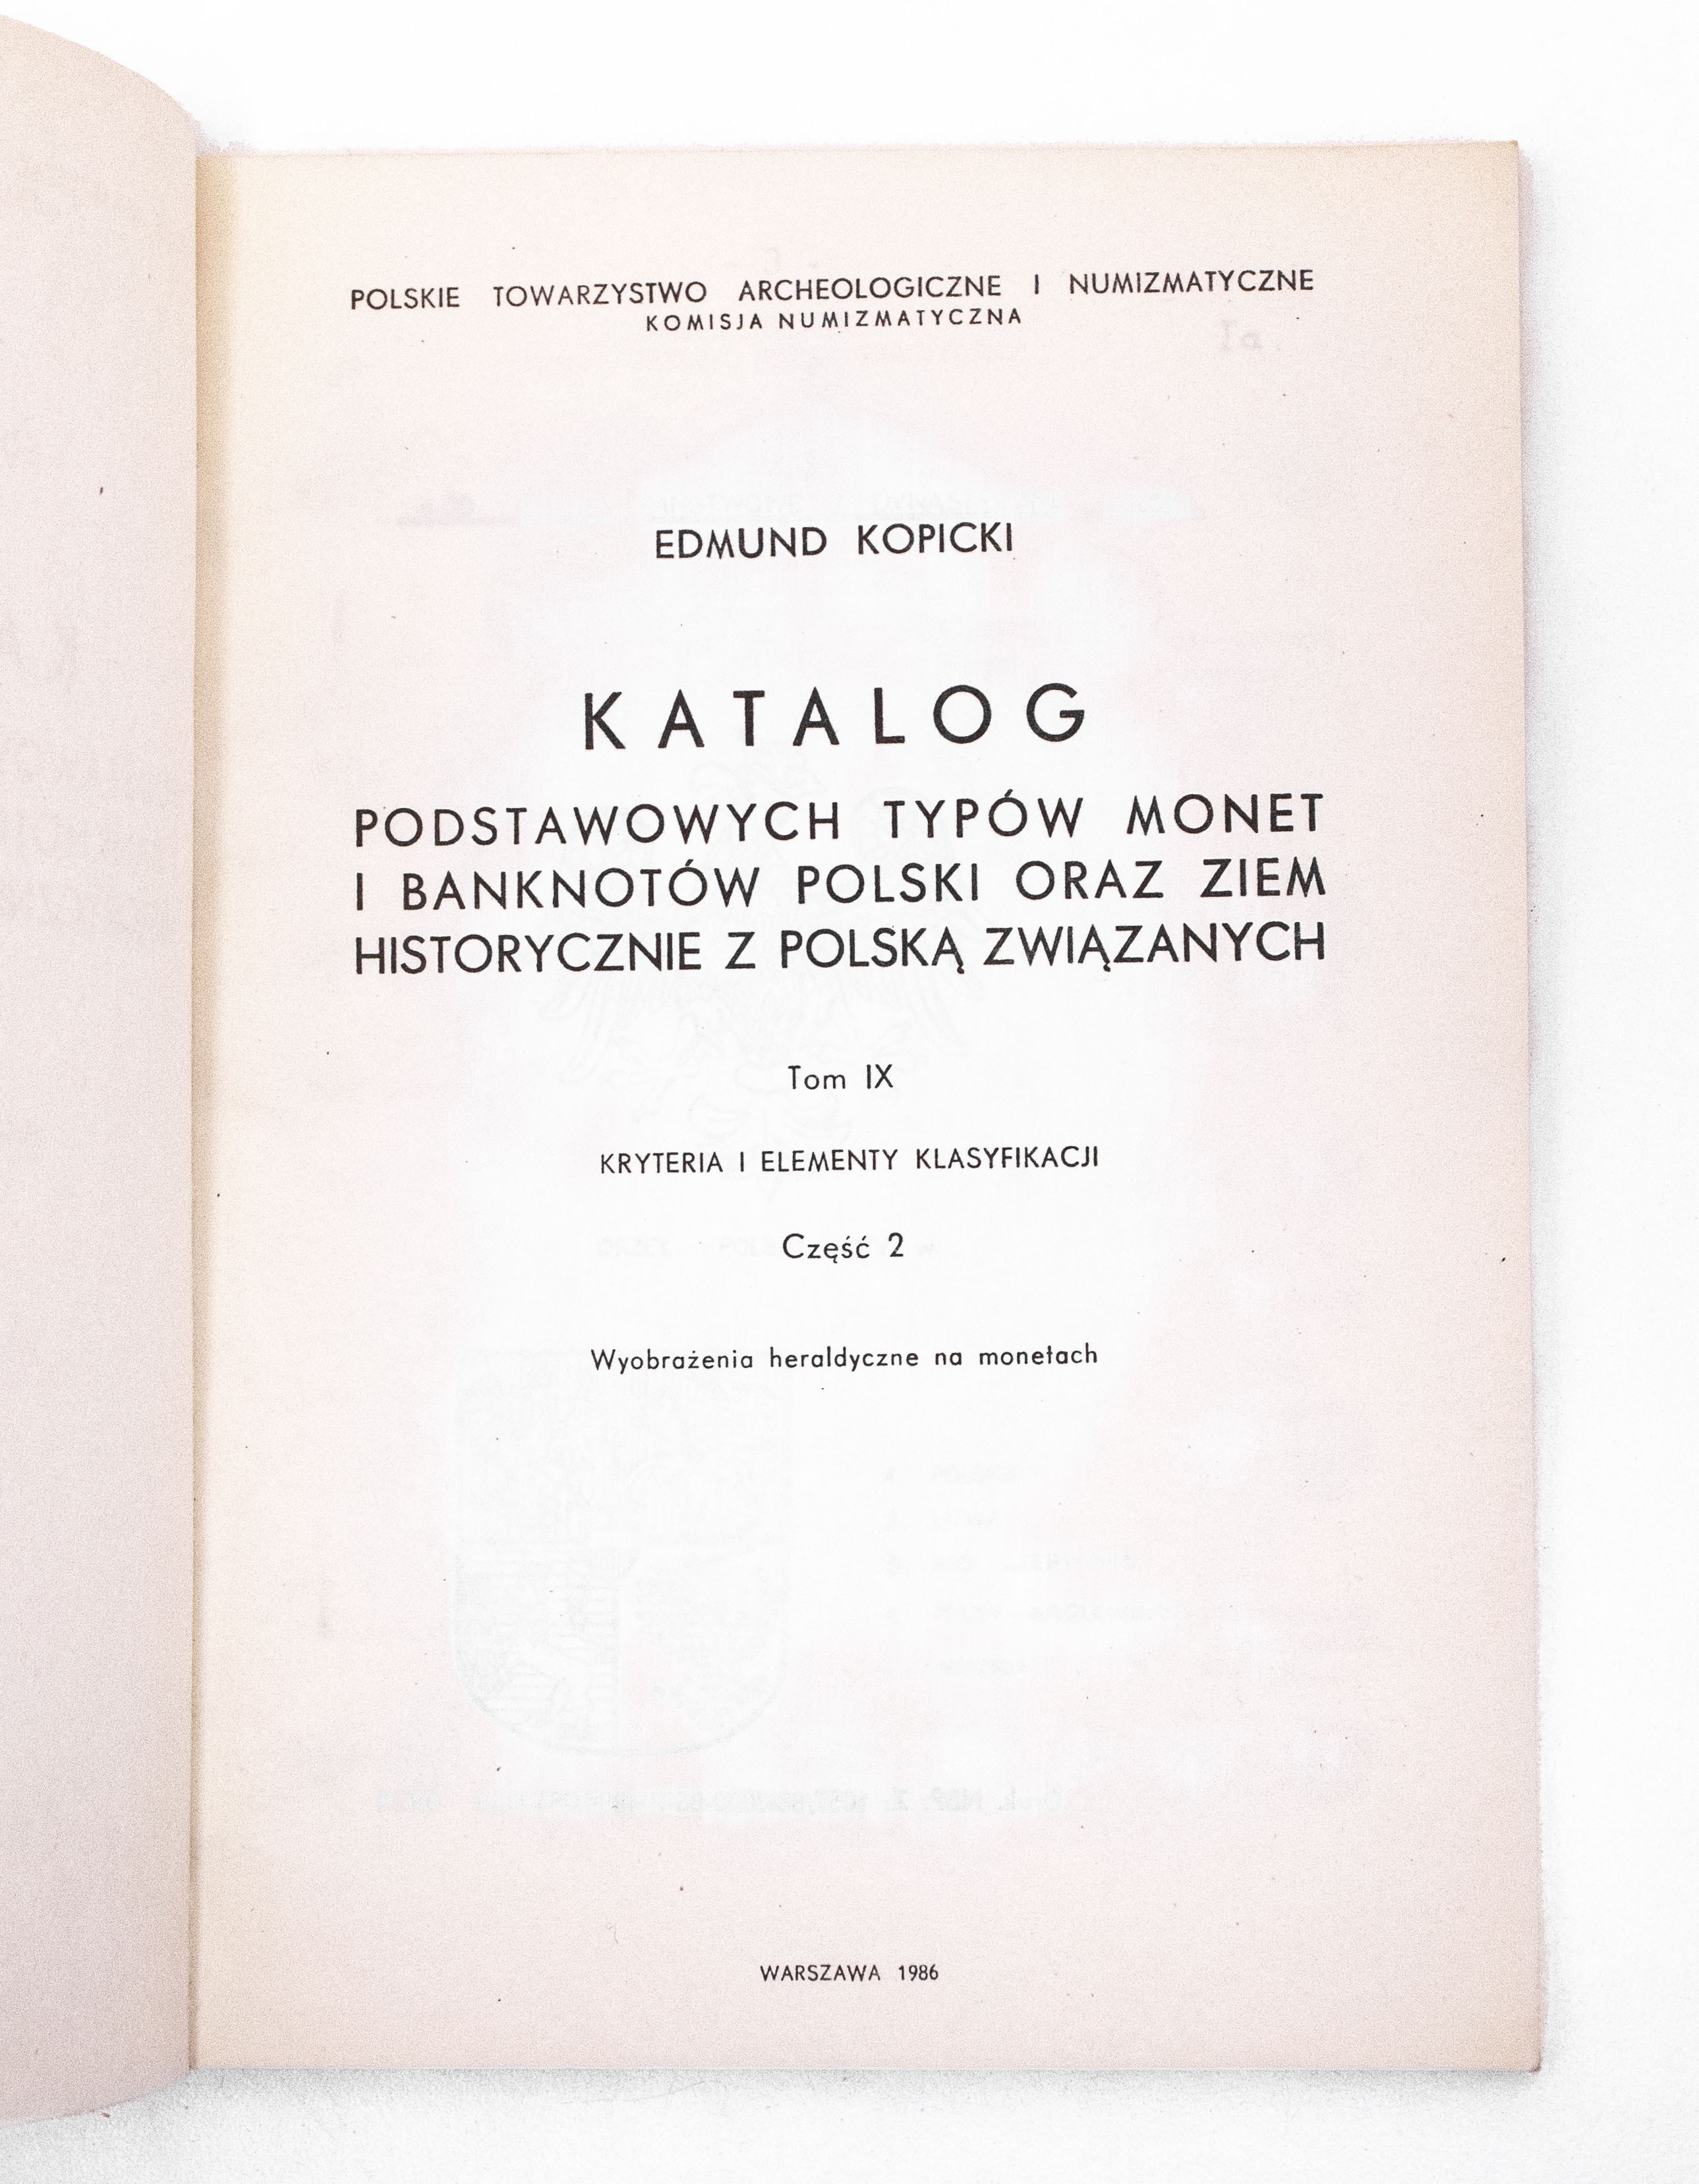 POLSKIE TOWARZYSTWO ARCHEOLOGICZNE I NUMIZMATYCZNE
KOMISJA NUMIZMATYCZNA
EDMUND KOPICKI
KATALOG
PODSTAWOWYCH TYPÓW MONET
I BANKNOTÓW POLSKI ORAZ ZIEM
HISTORYCZNIE Z POLSKĄ ZWIĄZANYCH
Tom IX
KRYTERIA I ELEMENTY KLASYFIKACJI
Część 2
Wyobrażenia heraldyczne na monetach
WARSZAWA 1986